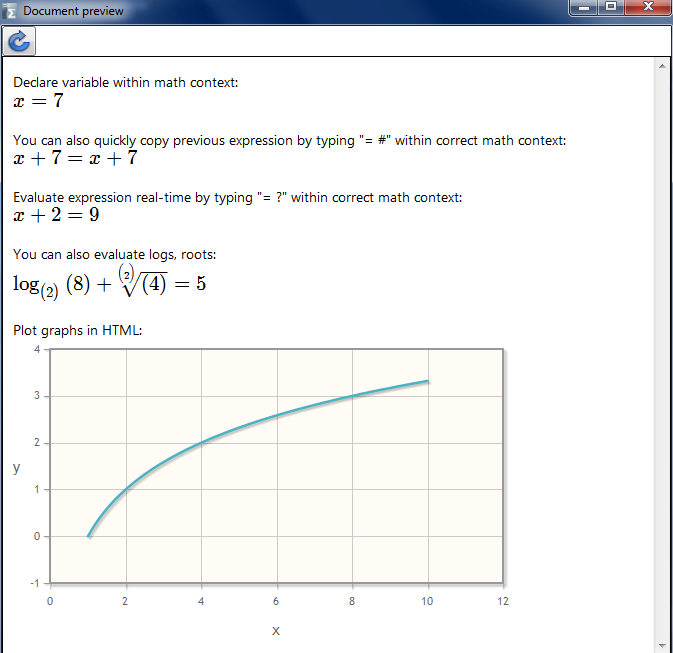 Document preview
Declare variable within math context:
x = 7
You can also quickly copy previous expression by typing "= #" within correct math context:
x + 7 = x + 7
Evaluate expression real-time by typing "= ?" within correct math context:
x + 2 = 9
You can also evaluate logs, roots:
log₍₂₎ (8) + ⁽²⁾√(4) = 5
Plot graphs in HTML:
4
3
2
y
1
0
-1
0 2 4 6 8 10 12
x